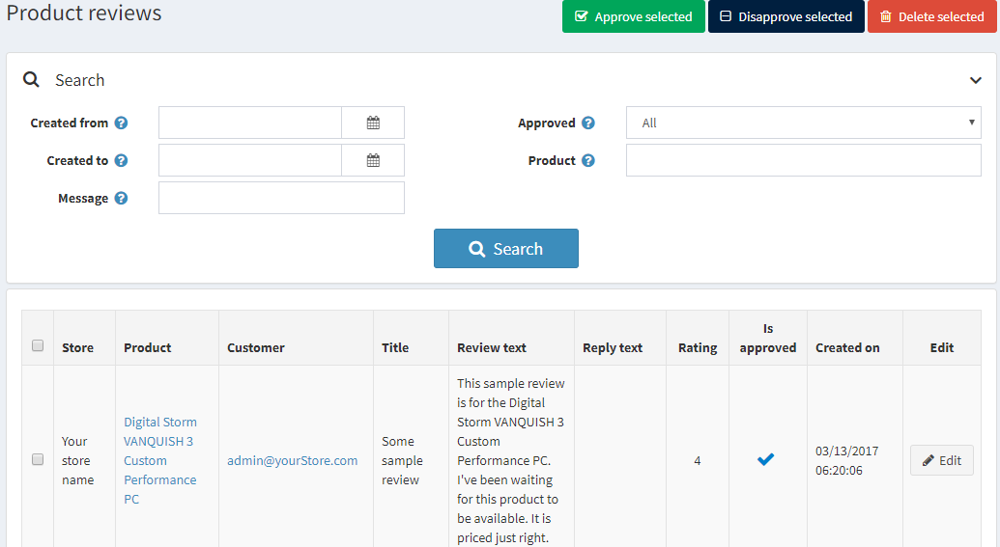 Product reviews
Approve selected
Disapprove selected
Delete selected
Search
Created from
Approved
All
Created to
Product
Message
Search
Store
Product
Customer
Title
Review text
Reply text
Rating
Is
approved
Created on
Edit
Your
store
name
Digital Storm
VANQUISH 3
Custom
Performance
PC
admin@yourStore.com
Some
sample
review
This sample review
is for the Digital
Storm VANQUISH 3
Custom
Performance PC.
I've been waiting
for this product to
be available. It is
priced just right.
4
03/13/2017
06:20:06
Edit